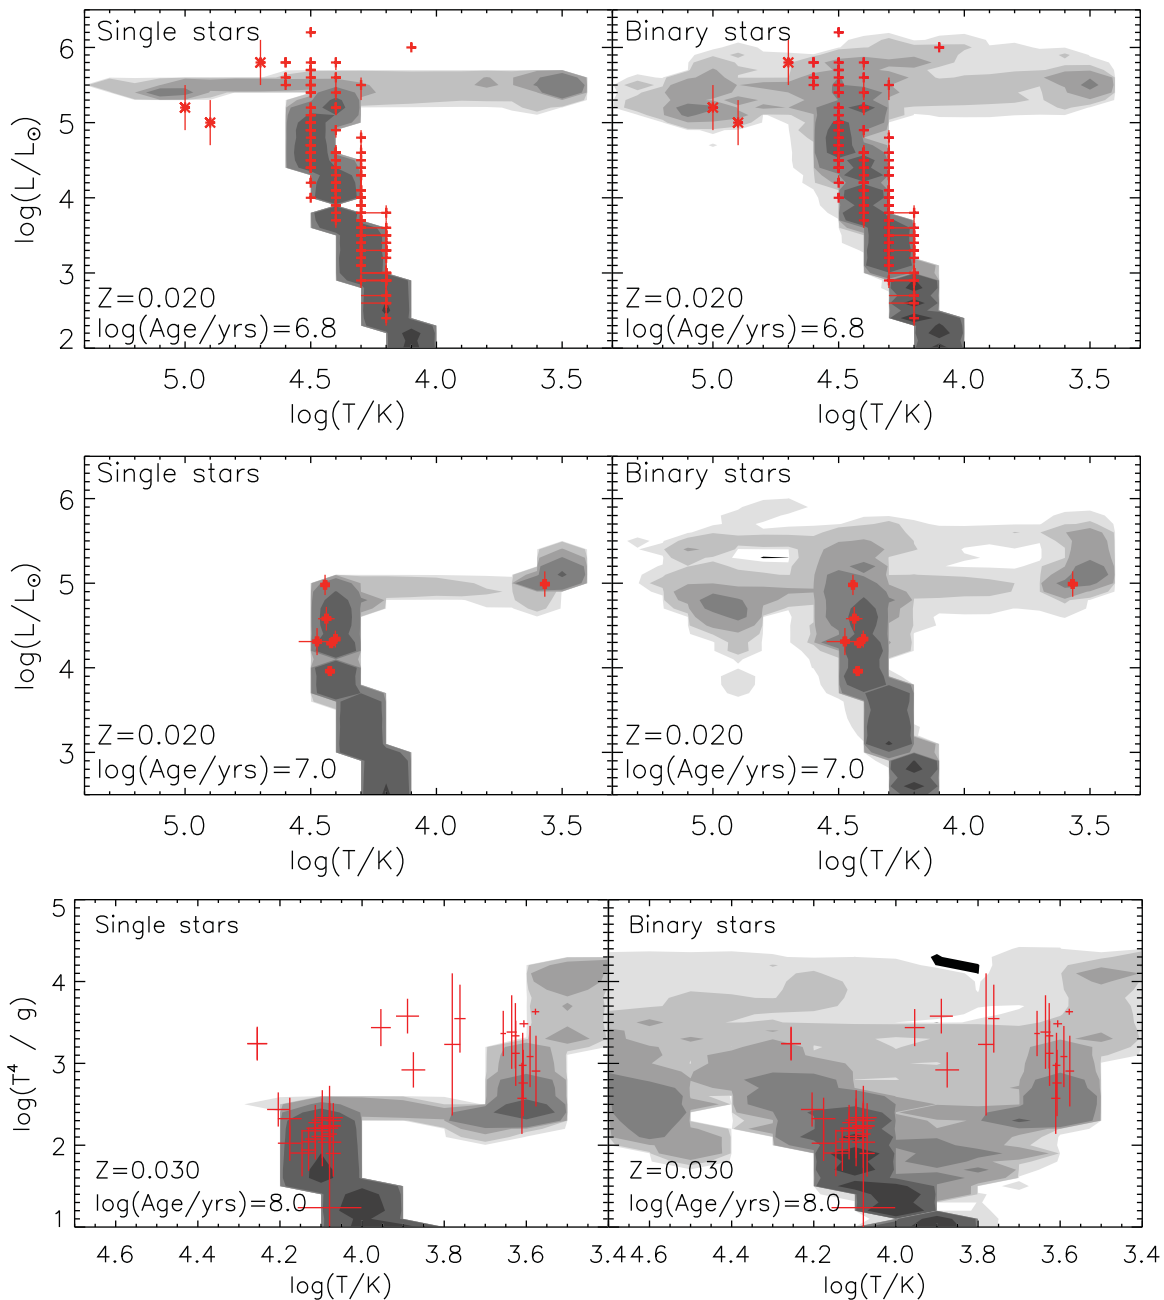 Single stars
Binary stars
6
5
4
3
2
log(L/L⊙)
Z=0.020
log(Age/yrs)=6.8
Z=0.020
log(Age/yrs)=6.8
5.0 4.5 4.0 3.5
5.0 4.5 4.0 3.5
log(T/K)
log(T/K)
Single stars
Binary stars
6
5
4
3
log(L/L⊙)
Z=0.020
log(Age/yrs)=7.0
Z=0.020
log(Age/yrs)=7.0
5.0 4.5 4.0 3.5
5.0 4.5 4.0 3.5
log(T/K)
log(T/K)
Single stars
Binary stars
5
4
3
2
1
log(T⁴ / g)
Z=0.030
log(Age/yrs)=8.0
Z=0.030
log(Age/yrs)=8.0
4.6 4.4 4.2 4.0 3.8 3.6 3.4
4.6 4.4 4.2 4.0 3.8 3.6 3.4
log(T/K)
log(T/K)